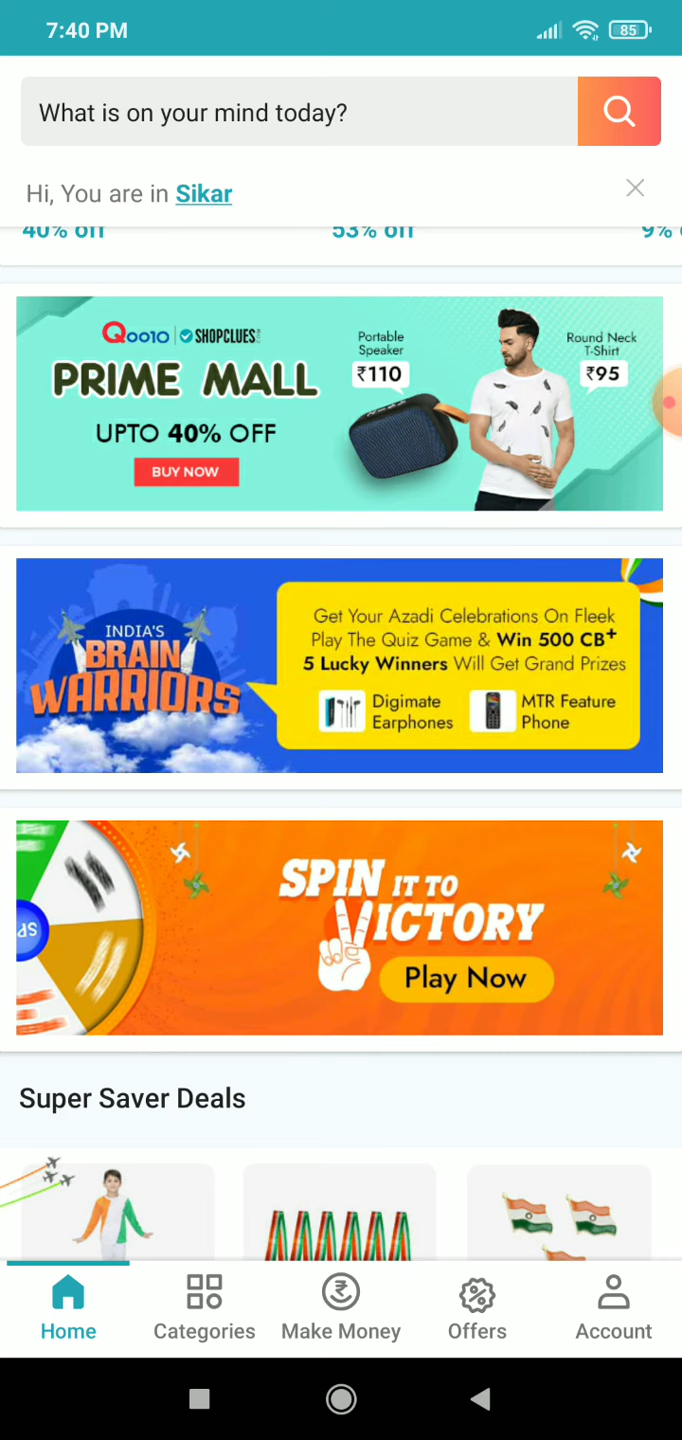 7:40 PM
85
What is on your mind today?
Hi, You are in Sikar
40% off
53% off
9%
Qoo10 SHOPCLUES
PRIME MALL
UPTO 40% OFF
BUY NOW
Portable
Speaker
₹110
Round Neck
T-Shirt
₹95
INDIA'S
BRAIN
WARRIORS
Get Your Azadi Celebrations On Fleek
Play The Quiz Game & Win 500 CB+
5 Lucky Winners Will Get Grand Prizes
Digimate
Earphones
MTR Feature
Phone
SP
SPIN IT TO
VICTORY
Play Now
Super Saver Deals
Home
Categories
Make Money
Offers
Account